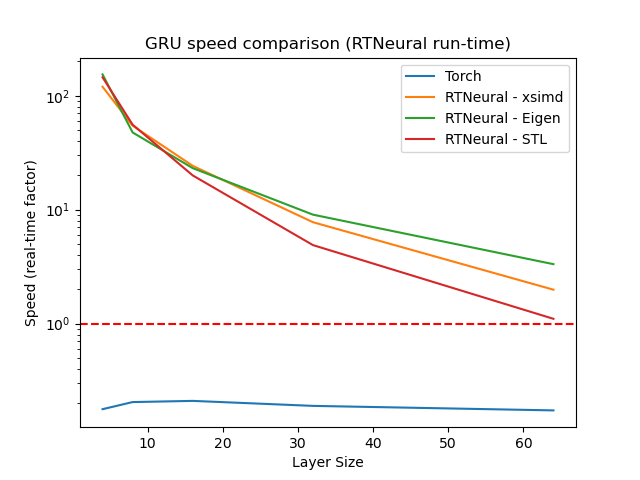 GRU speed comparison (RTNeural run-time)
Torch
RTNeural - xsimd
RTNeural - Eigen
RTNeural - STL
Speed (real-time factor)
10²
10¹
10⁰
10 20 30 40 50 60
Layer Size